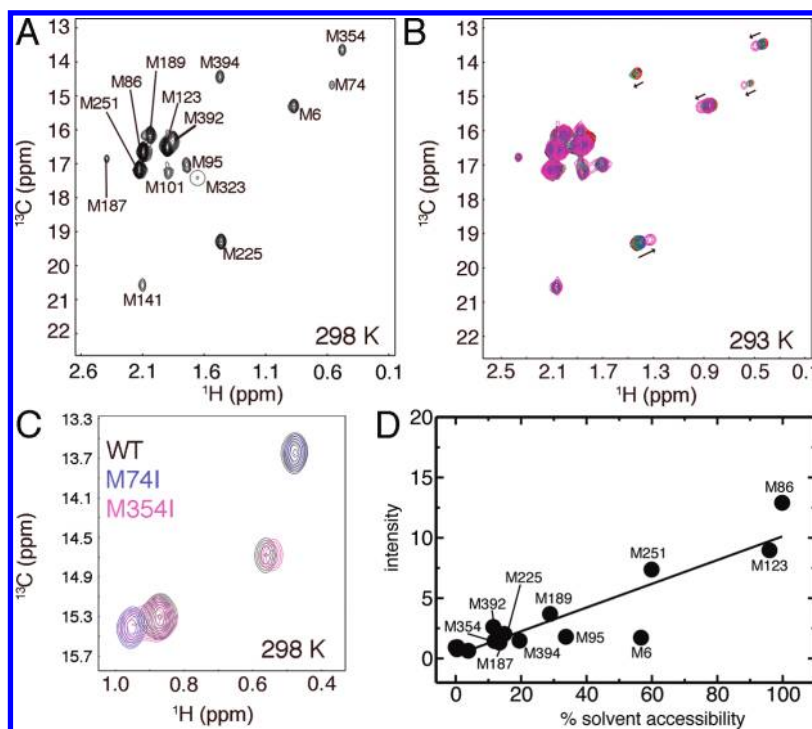 A
13
14
15
16
17
18
19
20
21
22
¹³C (ppm)
M354
M394
M189
M86
M123
M74
M251
M392
M6
M95
M101
M323
M187
M225
M141
298 K
2.6 2.1 1.6 1.1 0.6 0.1
¹H (ppm)
B
13
14
15
16
17
18
19
20
21
22
¹³C (ppm)
293 K
2.5 2.1 1.7 1.3 0.9 0.5 0.1
¹H (ppm)
C
13.3
13.7
14.1
14.5
14.9
15.3
15.7
¹³C (ppm)
WT
M74I
M354I
298 K
1.0 0.8 0.6 0.4
¹H (ppm)
D
20
15
10
5
0
intensity
M86
M251
M123
M225
M392
M189
M354
M95
M6
M394
M187
0 20 40 60 80 100
% solvent accessibility